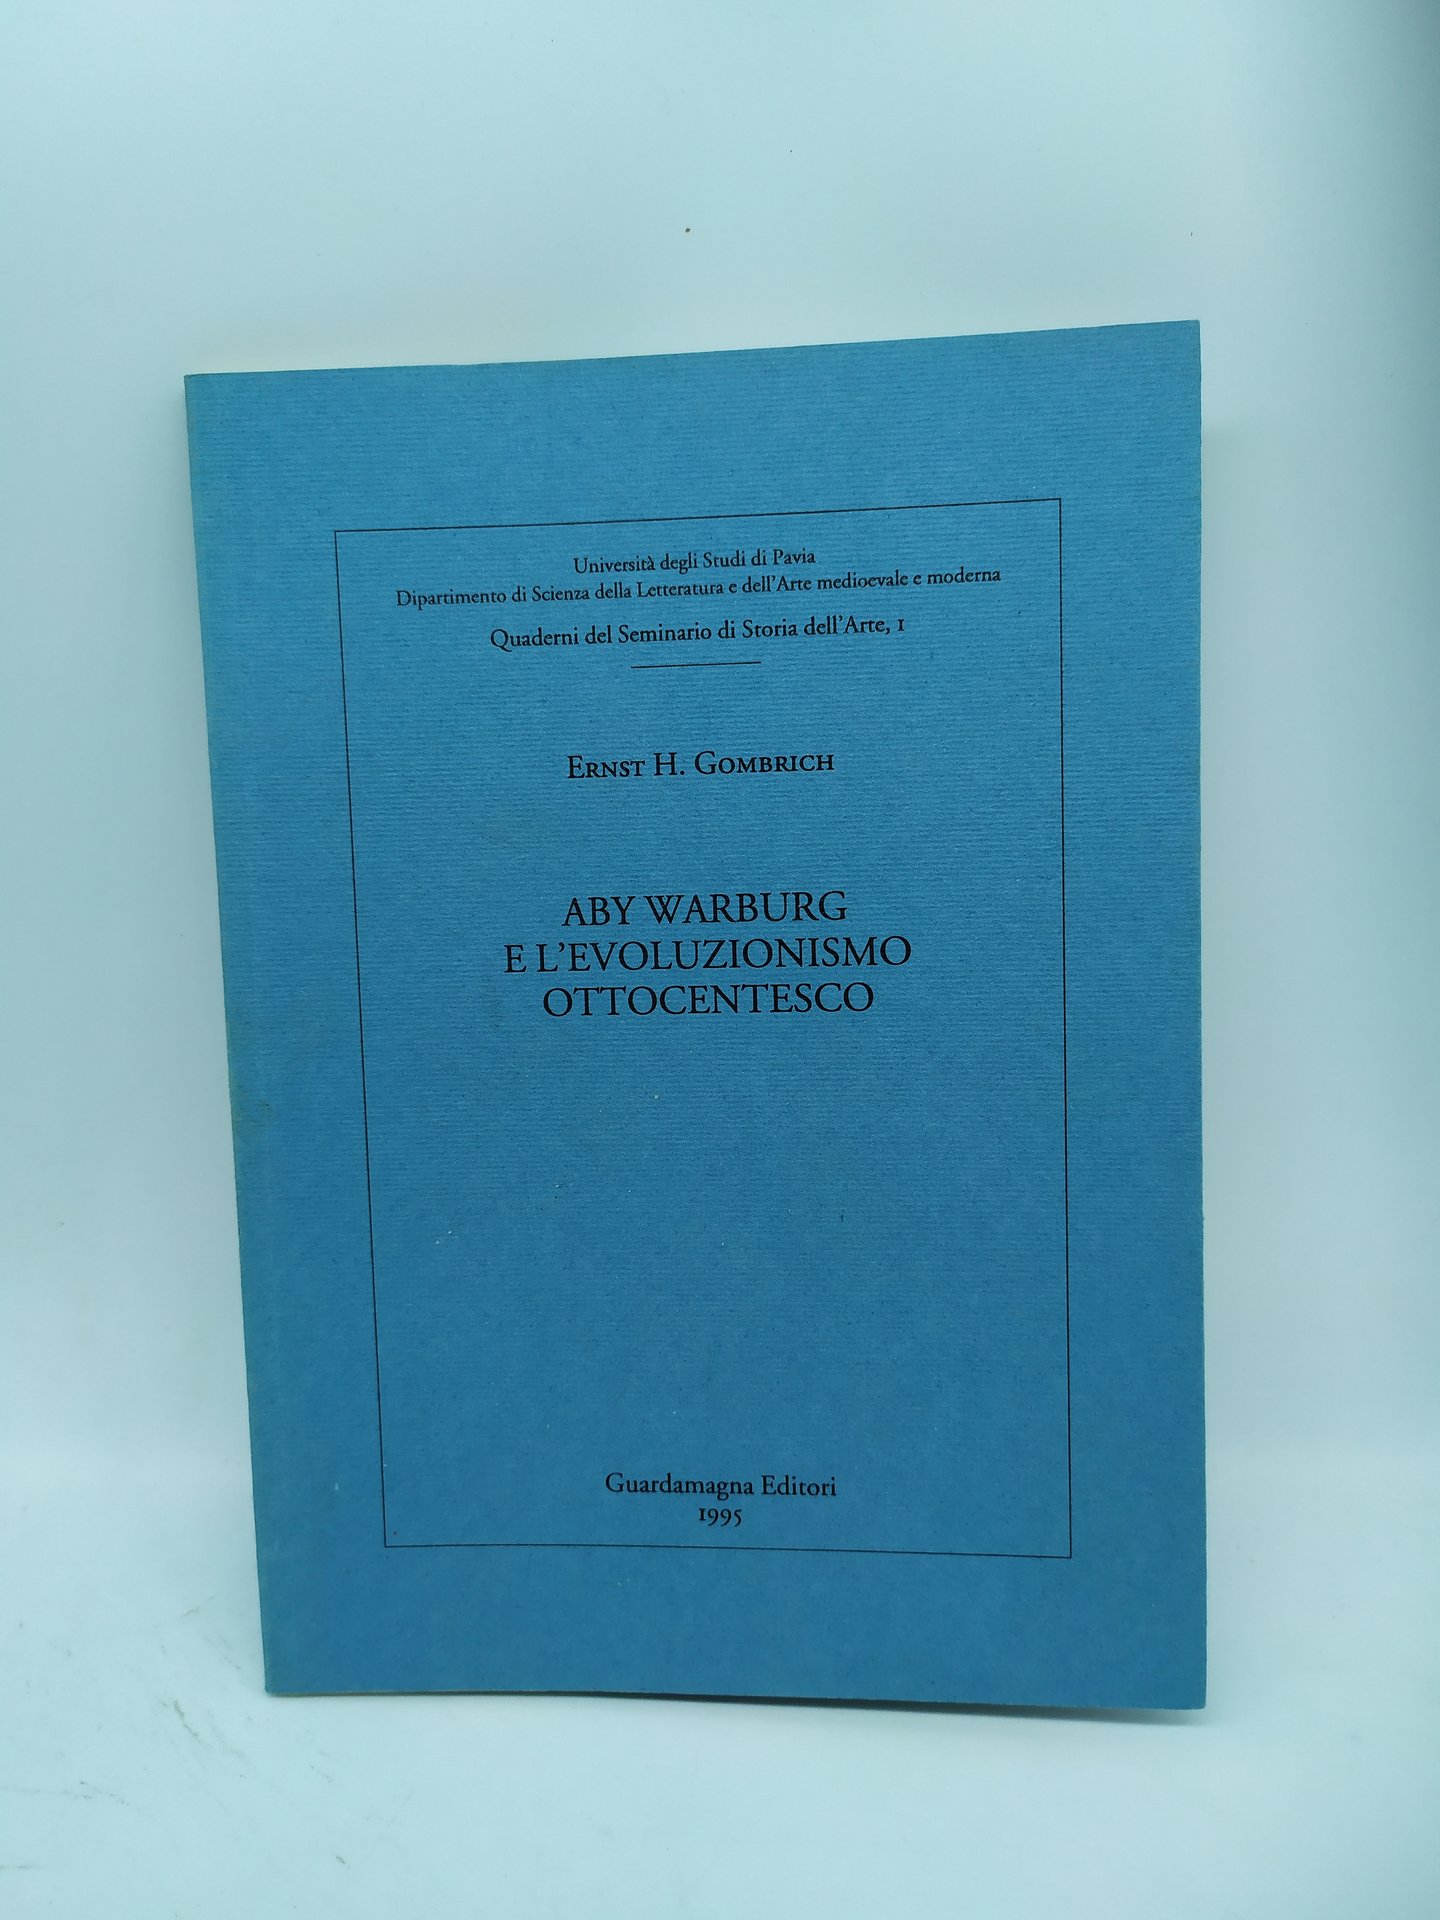 Università degli Studi di Pavia
Dipartimento di Scienza della Letteratura e dell'Arte medioevale e moderna
Quaderni del Seminario di Storia dell'Arte, 1
ERNST H. GOMBRICH
ABY WARBURG
E L'EVOLUZIONISMO
OTTOCENTESCO
Guardamagna Editori
1995